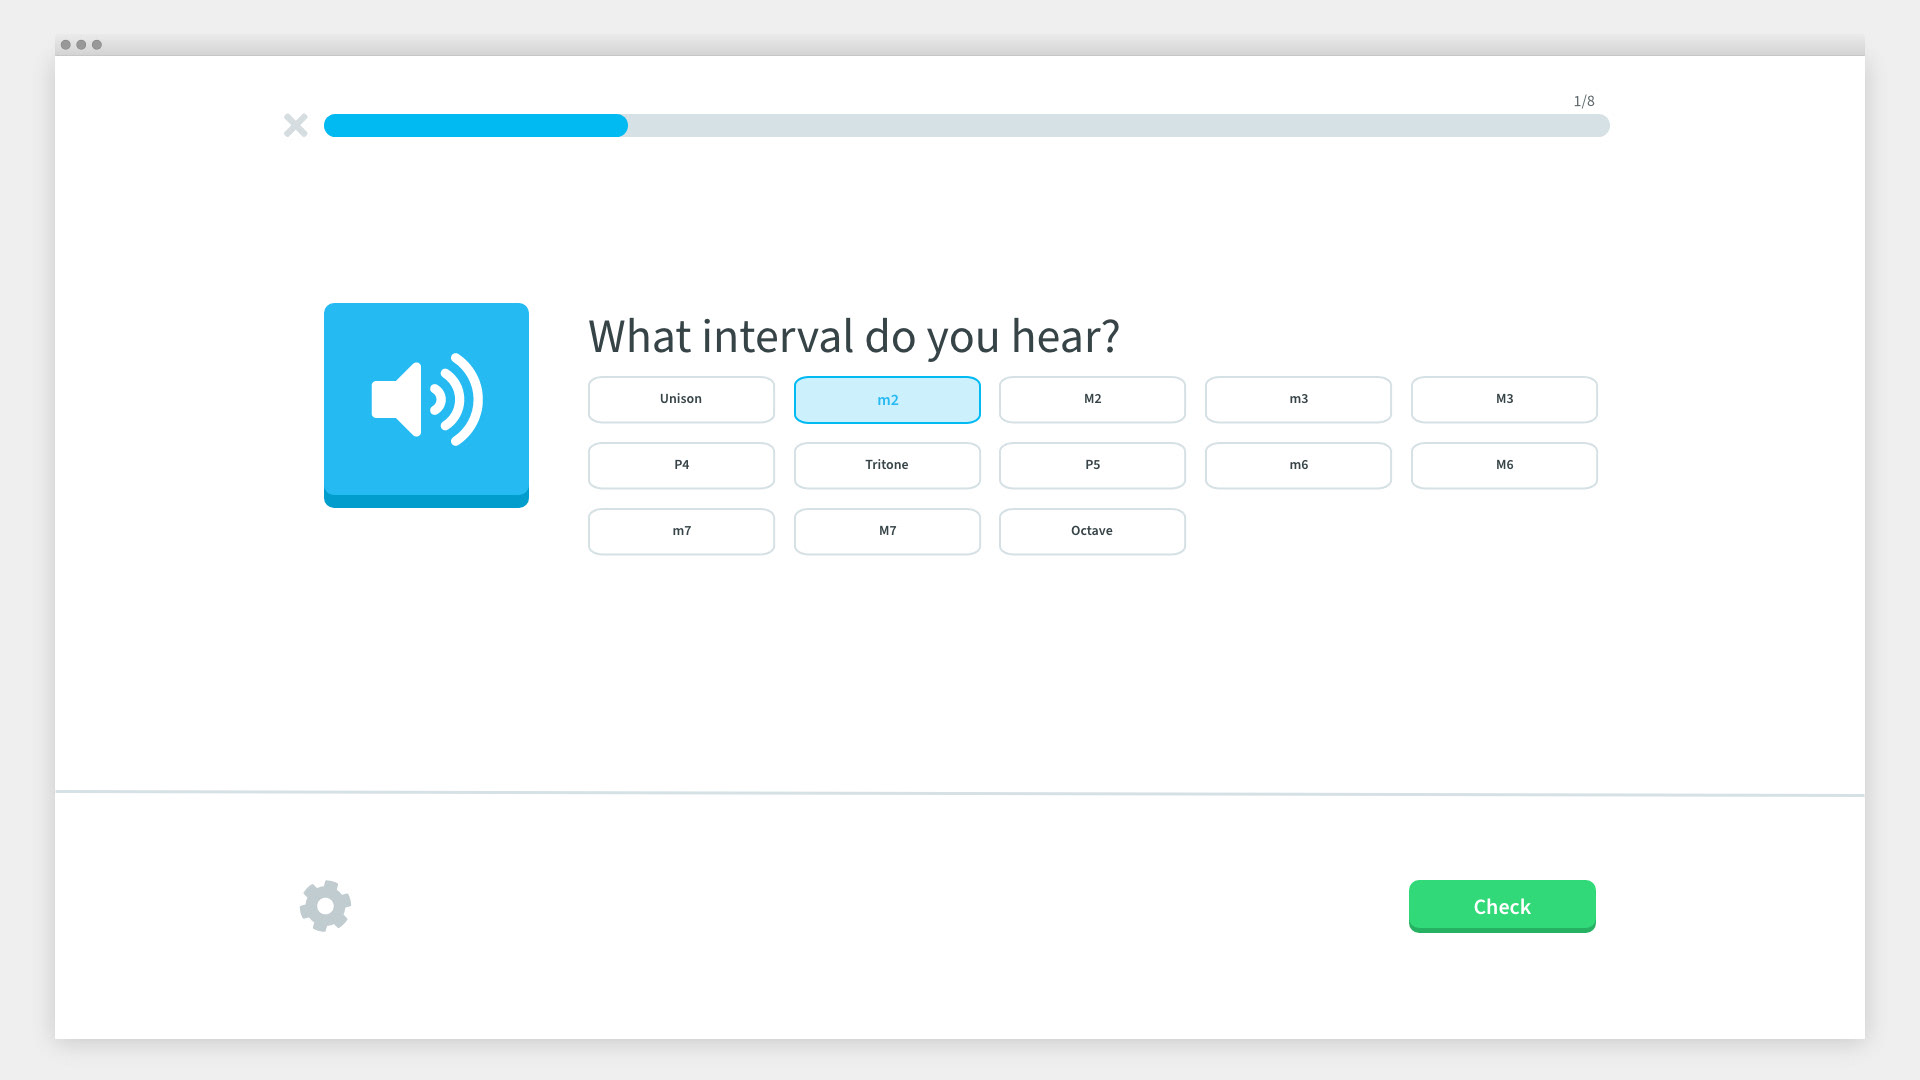 1/8
What interval do you hear?
Unison m2 M2 m3 M3
P4 Tritone P5 m6 M6
m7 M7 Octave
Check